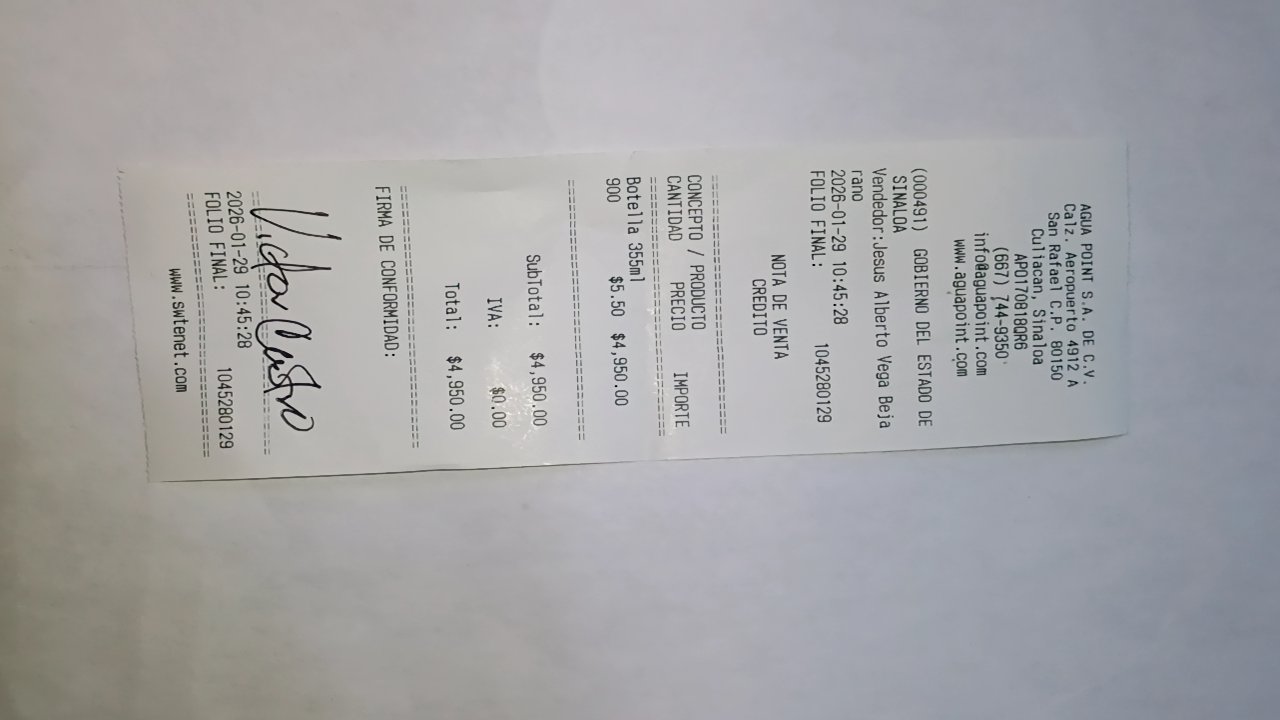 AGUA POINT S.A. DE C.V.
Calz. Aeropuerto 4912 A
San Rafael C.P. 80150
Culiacan, Sinaloa
APO1708180R6
(667) 744-9350
info@aguapoint.com
www.aguapoint.com
(000491) GOBIERNO DEL ESTADO DE
SINALOA
Vendedor:Jesus Alberto Vega Beja
rano
2026-01-29 10:45:28
FOLIO FINAL: 1045280129
NOTA DE VENTA
CREDITO
================================
CONCEPTO / PRODUCTO
CANTIDAD PRECIO IMPORTE
================================
Botella 355ml
900 $5.50 $4,950.00
================================
SubTotal: $4,950.00
IVA: $0.00
Total: $4,950.00
================================
FIRMA DE CONFORMIDAD:
Victor Castro
================================
2026-01-29 10:45:28
FOLIO FINAL: 1045280129
================================
www.swtenet.com